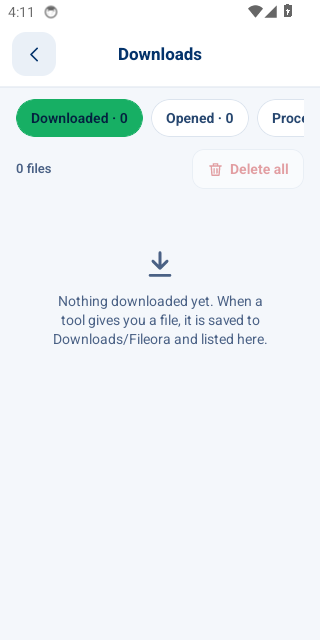 4:11
Downloads
Downloaded · 0
Opened · 0
0 files
Delete all
Nothing downloaded yet. When a
tool gives you a file, it is saved to
Downloads/Fileora and listed here.